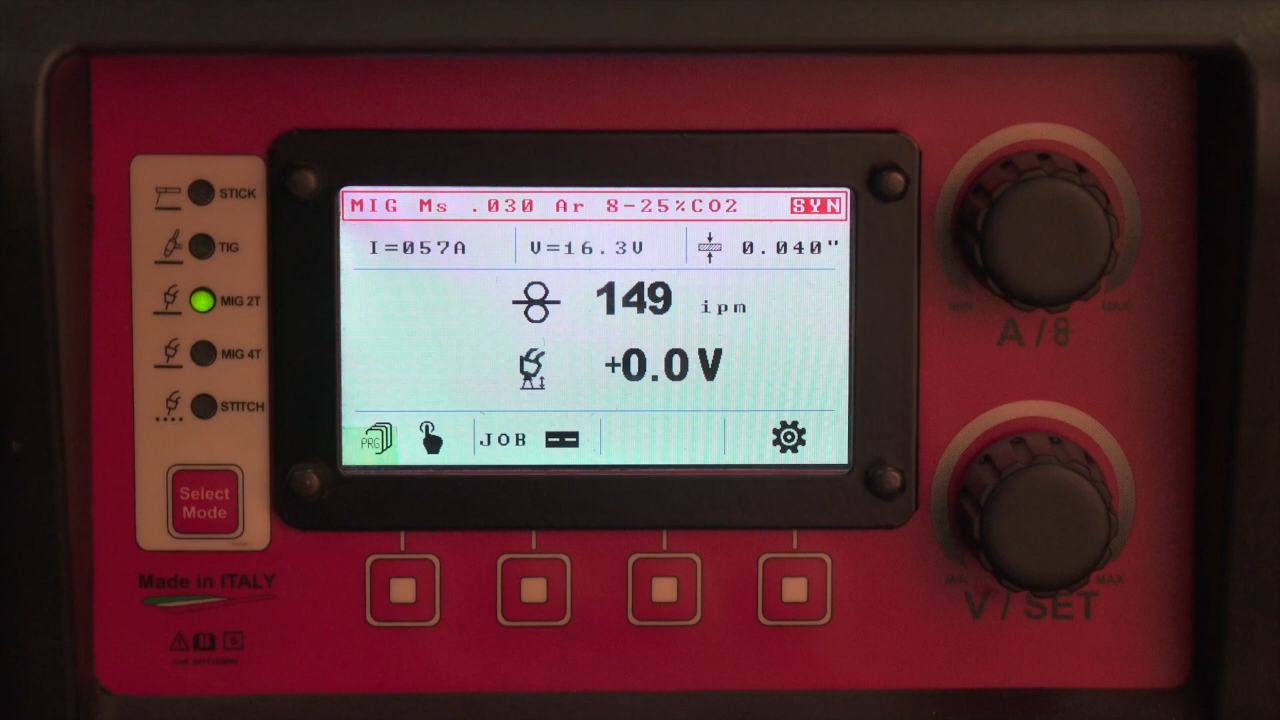 STICK
TIG
MIG 2T
MIG 4T
STITCH
Select
Mode
Made in ITALY
MIG Ms .030 Ar 8-25%CO2 SYN
I=057A V=16.3V 0.040"
149 ipm
+0.0 V
PRG JOB --
MIN MAX
A / 8
MIN MAX
V / SET